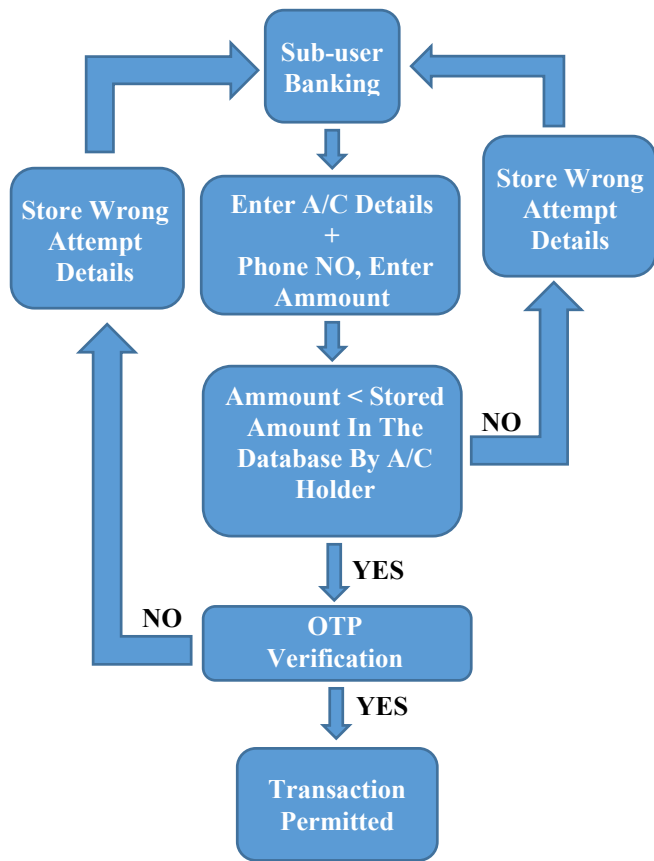 Sub-user
Banking
Store Wrong
Attempt
Details
Enter A/C Details
+
Phone NO, Enter
Ammount
Store Wrong
Attempt
Details
Ammount < Stored
Amount In The
Database By A/C
Holder
NO
YES
NO
OTP
Verification
YES
Transaction
Permitted